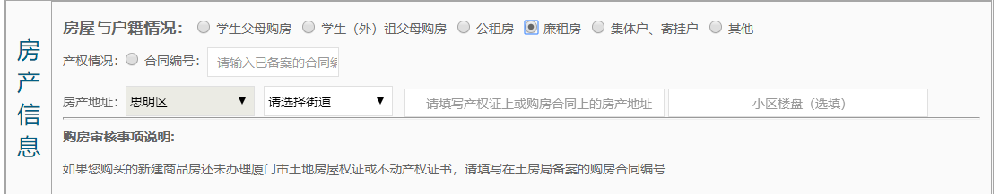 房产信息
房屋与户籍情况： 学生父母购房 学生（外）祖父母购房 公租房 廉租房 集体户、寄挂户 其他
产权情况： 合同编号： 请输入已备案的合同编
房产地址： 思明区 请选择街道 请填写产权证上或购房合同上的房产地址 小区楼盘（选填）
购房审核事项说明:
如果您购买的新建商品房还未办理厦门市土地房屋权证或不动产权证书，请填写在土房局备案的购房合同编号